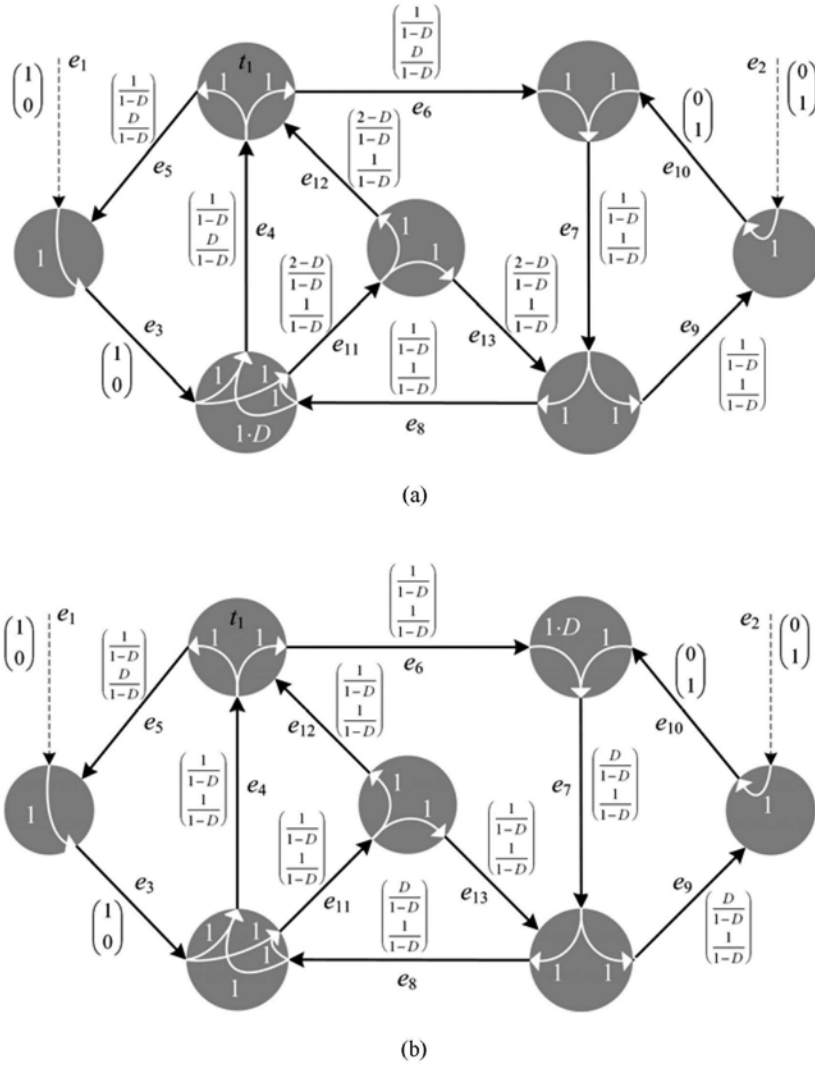 (1/(1−D) D/(1−D))
(1 0) e1 (1/(1−D) D/(1−D)) t1 1 1 e6 1 1 e2 (0 1)
(0 1)
e5 e12 ((2−D)/(1−D) 1/(1−D)) e10
1 (1/(1−D) D/(1−D)) e4 1 1 e7 (1/(1−D) 1/(1−D)) 1
((2−D)/(1−D) 1/(1−D)) ((2−D)/(1−D) 1/(1−D))
e3 e11 e13 e9
(1 0) 1 1 1 (1/(1−D) 1/(1−D)) (1/(1−D) 1/(1−D))
1·D e8 1 1
(a)
(1/(1−D) 1/(1−D))
(1 0) e1 (1/(1−D) D/(1−D)) t1 1 1 e6 1·D 1 e2 (0 1)
(0 1)
e5 e12 (1/(1−D) 1/(1−D)) e10
1 (1/(1−D) 1/(1−D)) e4 1 1 e7 (D/(1−D) 1/(1−D)) 1
(1/(1−D) 1/(1−D)) (1/(1−D) 1/(1−D))
e3 e11 e13 e9
(1 0) 1 1 1 (D/(1−D) 1/(1−D)) (D/(1−D) 1/(1−D))
1 e8 1 1
(b)